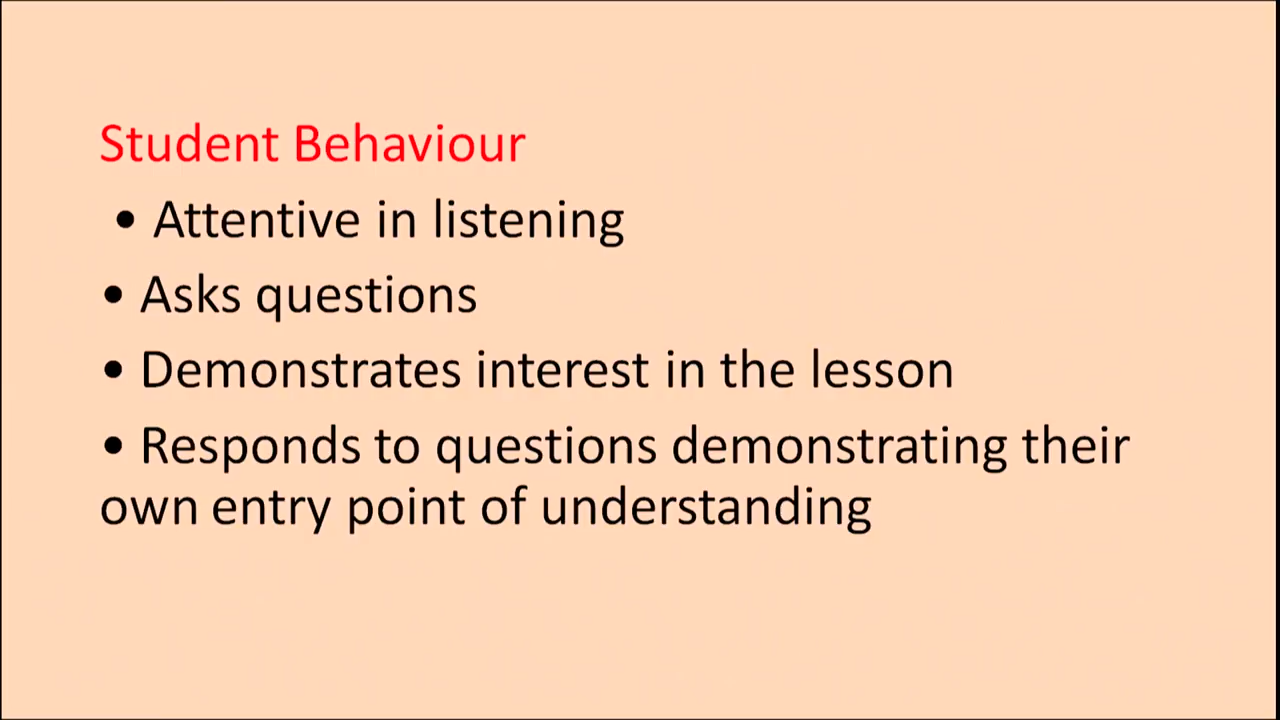 Student Behaviour
• Attentive in listening
• Asks questions
• Demonstrates interest in the lesson
• Responds to questions demonstrating their
own entry point of understanding